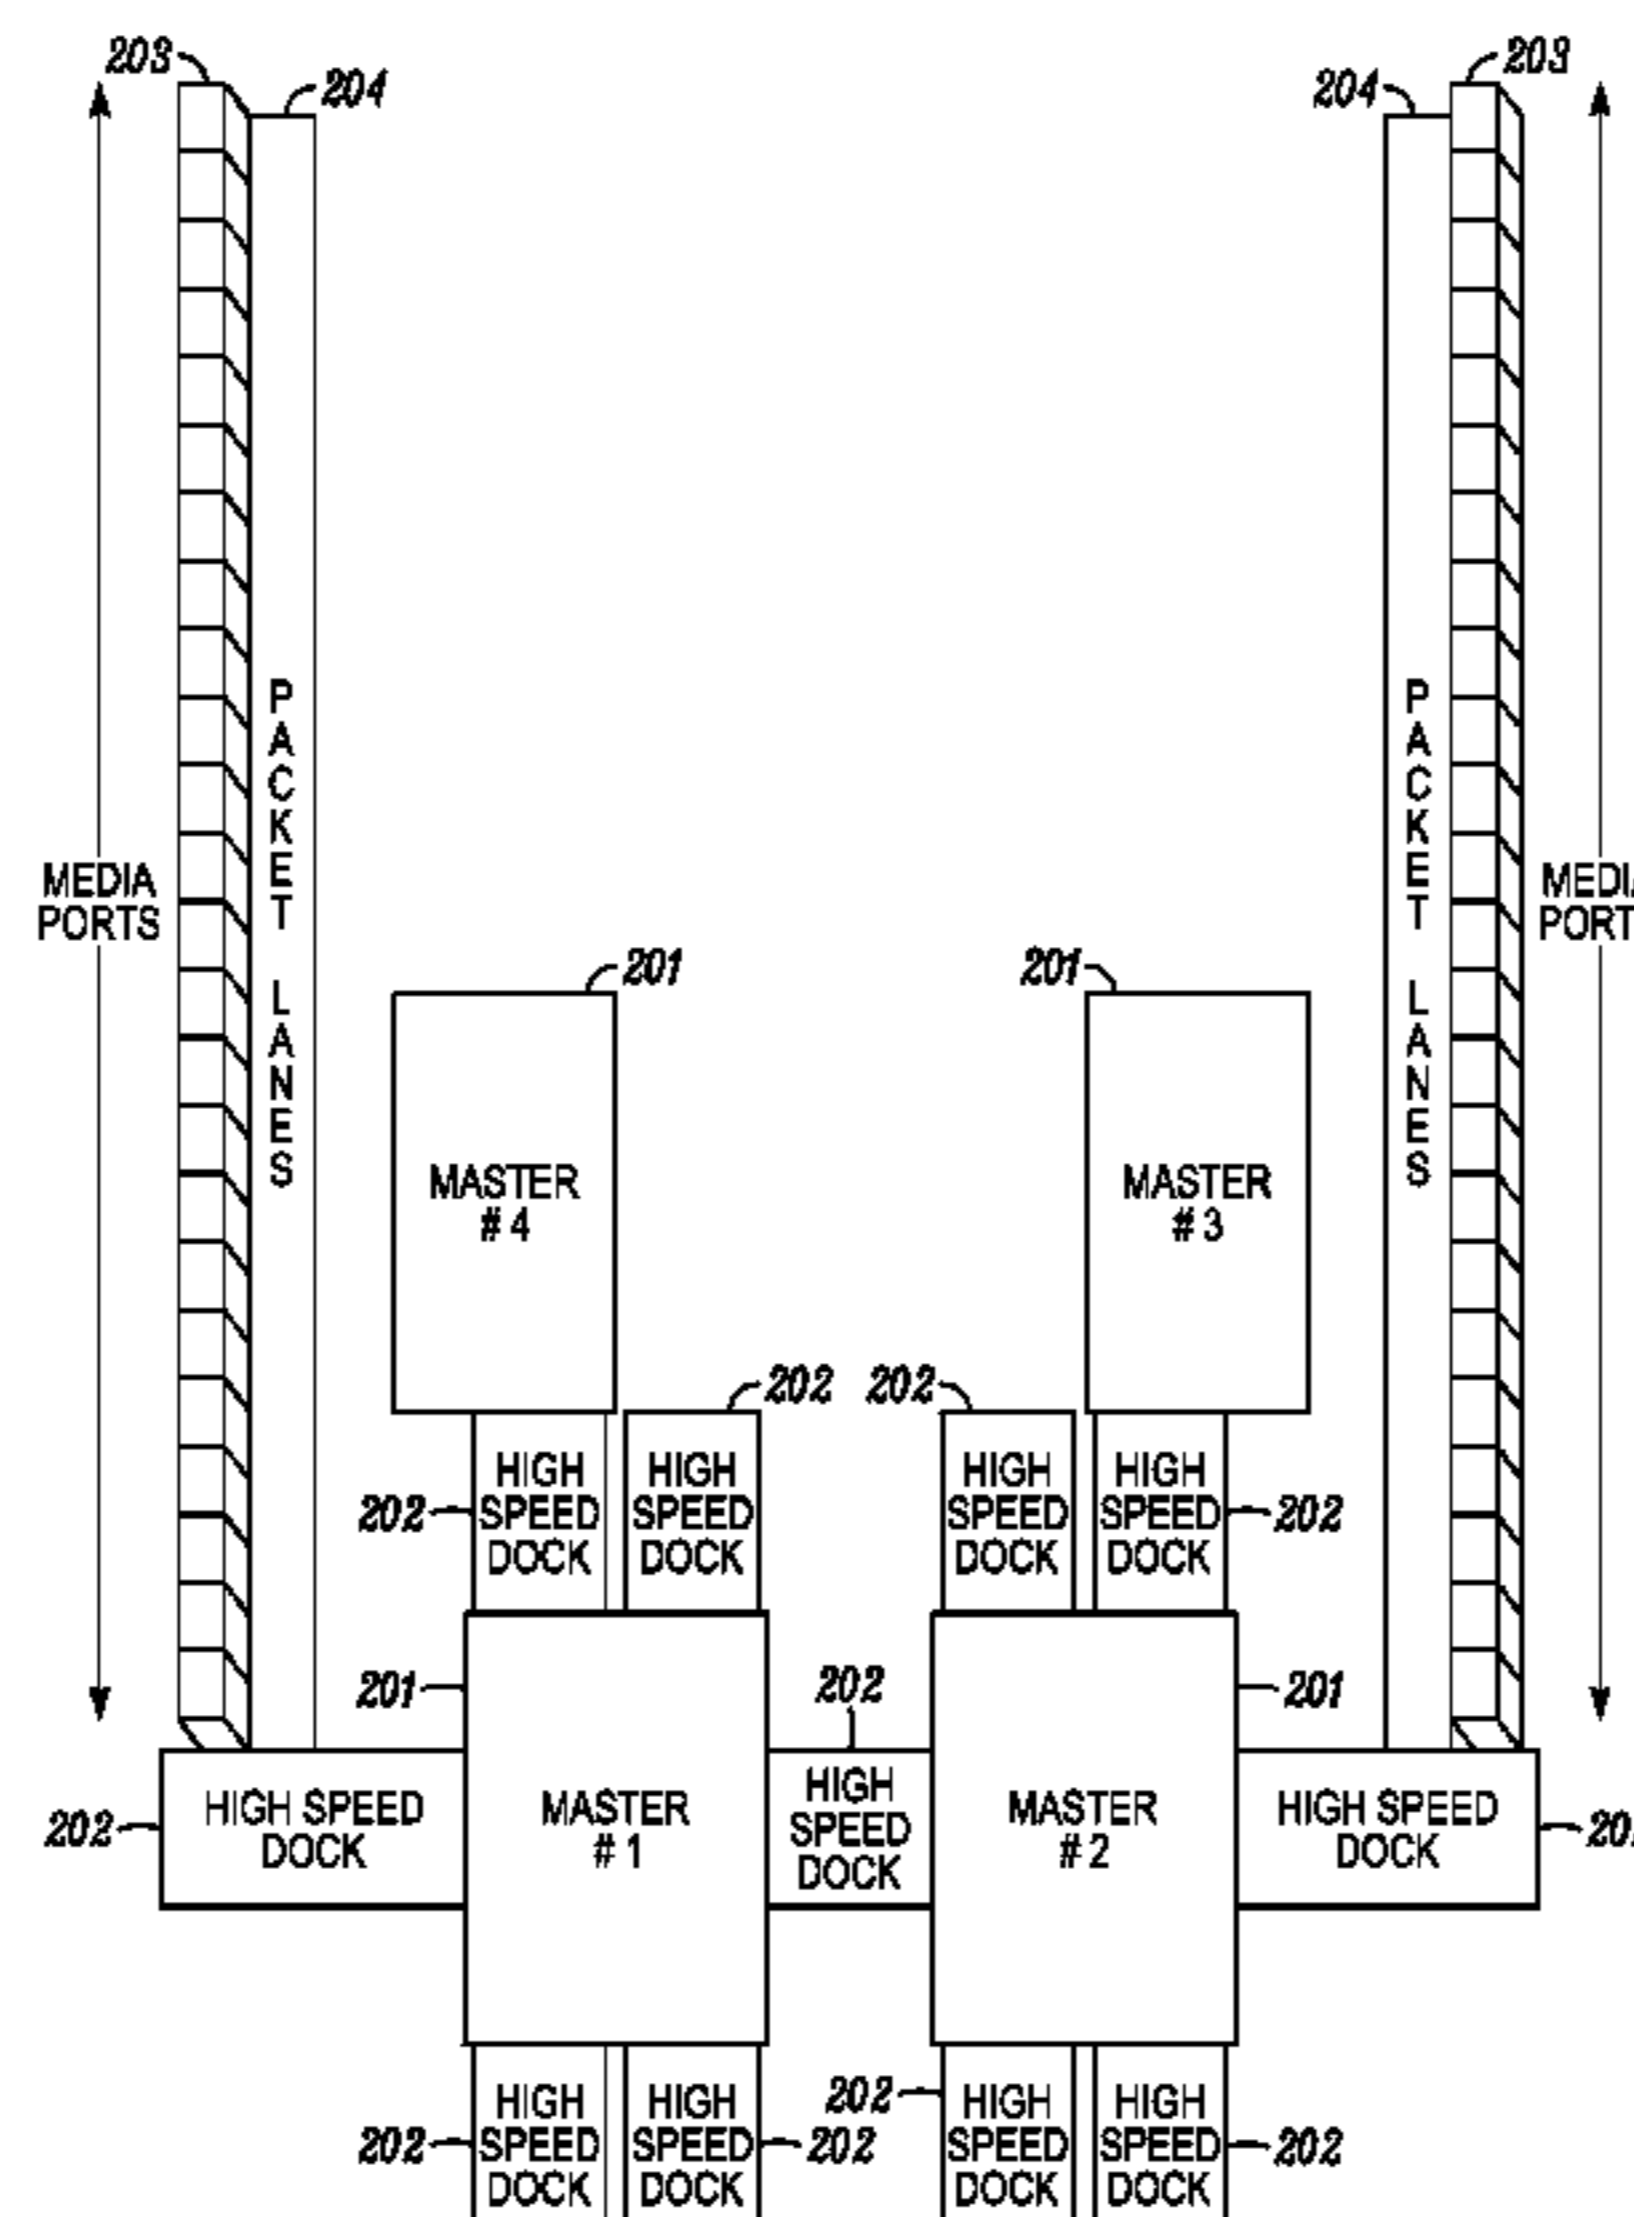 203
203
204
204
PACKET LANES
PACKET LANES
MEDIA
PORTS
MEDI
PORT
201
201
MASTER
# 4
MASTER
# 3
202
202
HIGH
SPEED
DOCK
HIGH
SPEED
DOCK
HIGH
SPEED
DOCK
HIGH
SPEED
DOCK
202
202
201
202
201
HIGH SPEED
DOCK
MASTER
# 1
HIGH
SPEED
DOCK
MASTER
# 2
HIGH SPEED
DOCK
202
20
HIGH
SPEED
DOCK
HIGH
SPEED
DOCK
HIGH
SPEED
DOCK
HIGH
SPEED
DOCK
202
202
202
202